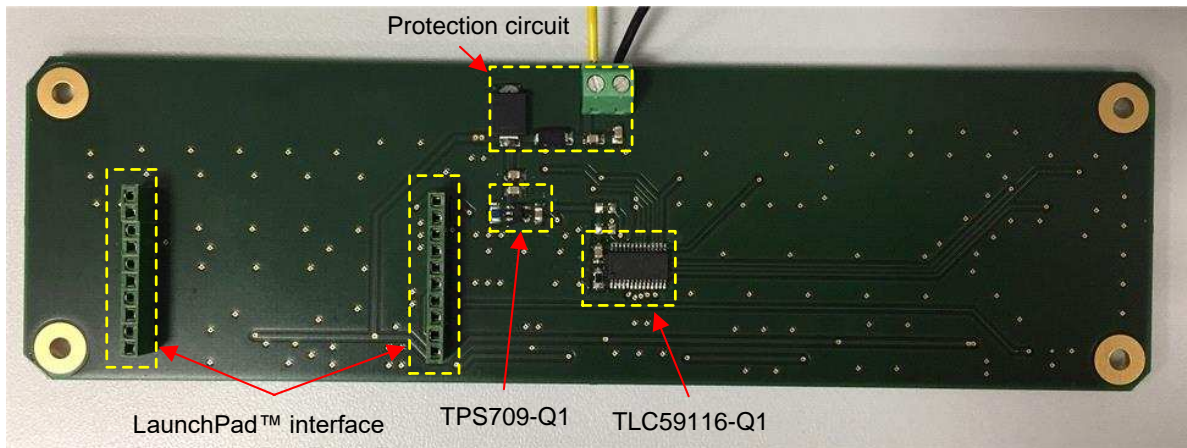 Protection circuit
LaunchPad™ interface
TPS709-Q1
TLC59116-Q1